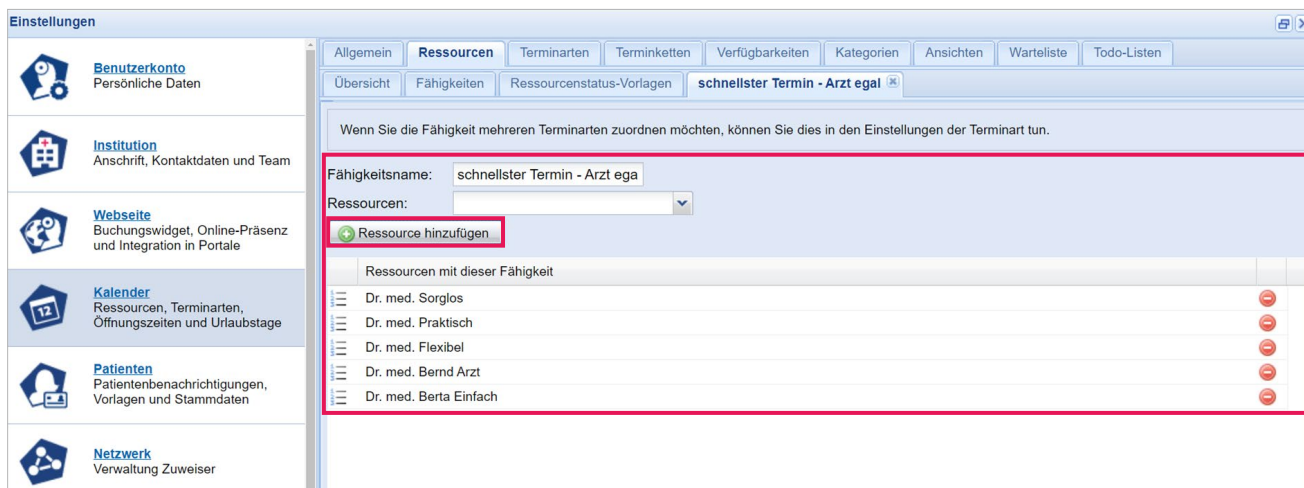 Einstellungen
Benutzerkonto
Persönliche Daten
Institution
Anschrift, Kontaktdaten und Team
Webseite
Buchungswidget, Online-Präsenz
und Integration in Portale
Kalender
12
Ressourcen, Terminarten,
Öffnungszeiten und Urlaubstage
Patienten
Patientenbenachrichtigungen,
Vorlagen und Stammdaten
Netzwerk
Verwaltung Zuweiser
Allgemein Ressourcen Terminarten Terminketten Verfügbarkeiten Kategorien Ansichten Warteliste Todo-Listen
Übersicht Fähigkeiten Ressourcenstatus-Vorlagen schnellster Termin - Arzt egal
Wenn Sie die Fähigkeit mehreren Terminarten zuordnen möchten, können Sie dies in den Einstellungen der Terminart tun.
Fähigkeitsname: schnellster Termin - Arzt ega
Ressourcen:
Ressource hinzufügen
Ressourcen mit dieser Fähigkeit
Dr. med. Sorglos
Dr. med. Praktisch
Dr. med. Flexibel
Dr. med. Bernd Arzt
Dr. med. Berta Einfach